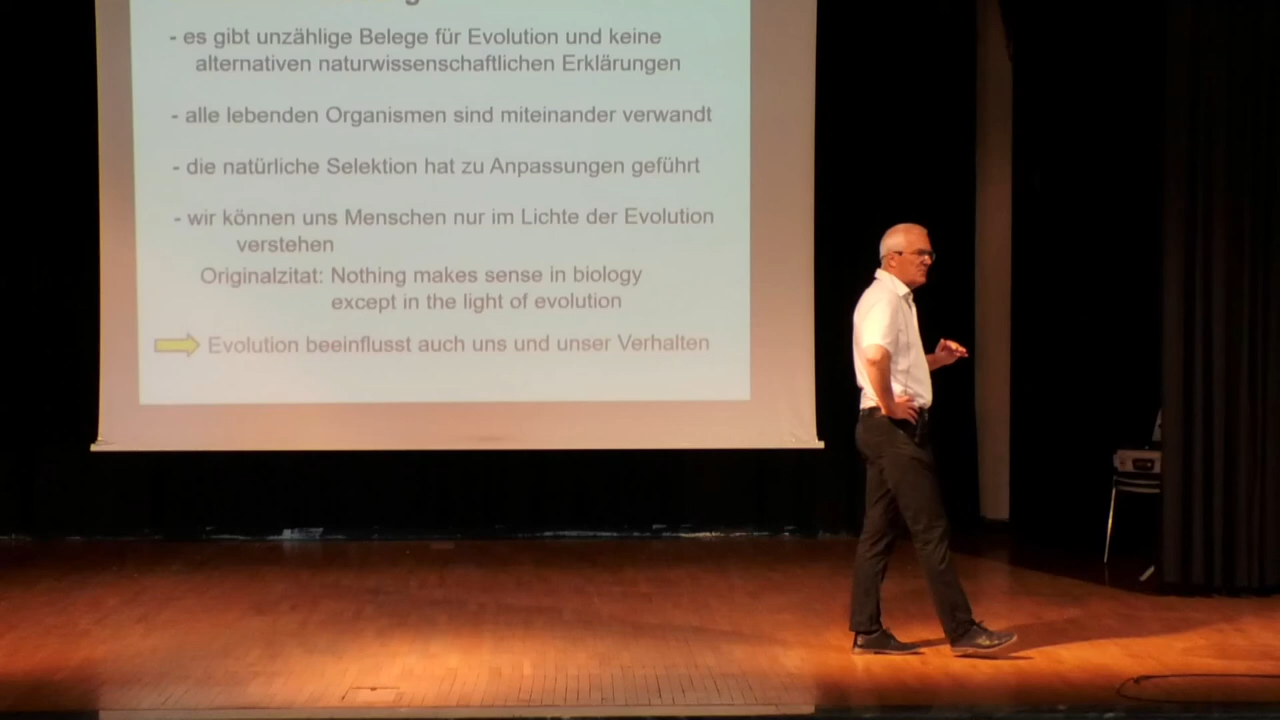 - es gibt unzählige Belege für Evolution und keine
alternativen naturwissenschaftlichen Erklärungen
- alle lebenden Organismen sind miteinander verwandt
- die natürliche Selektion hat zu Anpassungen geführt
- wir können uns Menschen nur im Lichte der Evolution
verstehen
Originalzitat: Nothing makes sense in biology
except in the light of evolution
Evolution beeinflusst auch uns und unser Verhalten